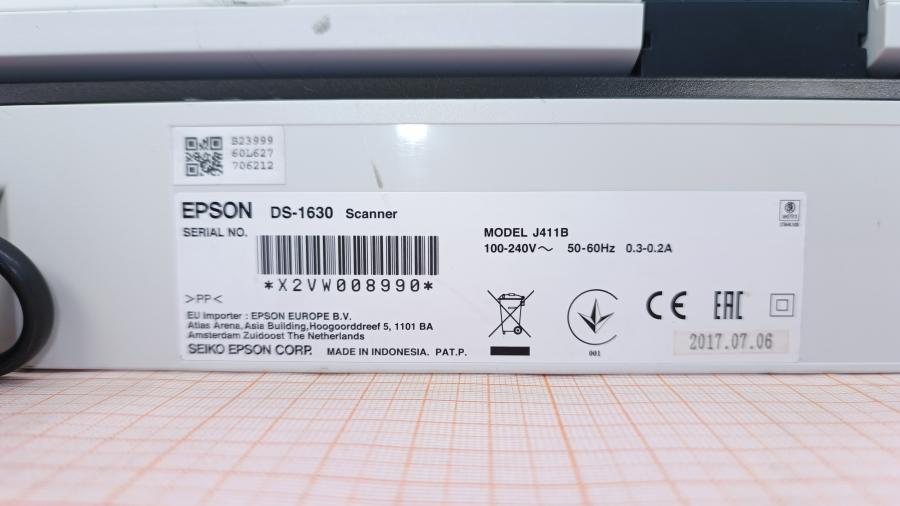 B23999
60L627
706212
EPSON DS-1630 Scanner
SERIAL NO.
*X2VW008990*
MODEL J411B
100-240V～ 50-60Hz 0.3-0.2A
>PP<
EU Importer : EPSON EUROPE B.V.
Atlas Arena, Asia Building, Hoogoorddreef 5, 1101 BA
Amsterdam Zuidoost The Netherlands
SEIKO EPSON CORP. MADE IN INDONESIA. PAT.P.
001
CE EAC
2017.07.06